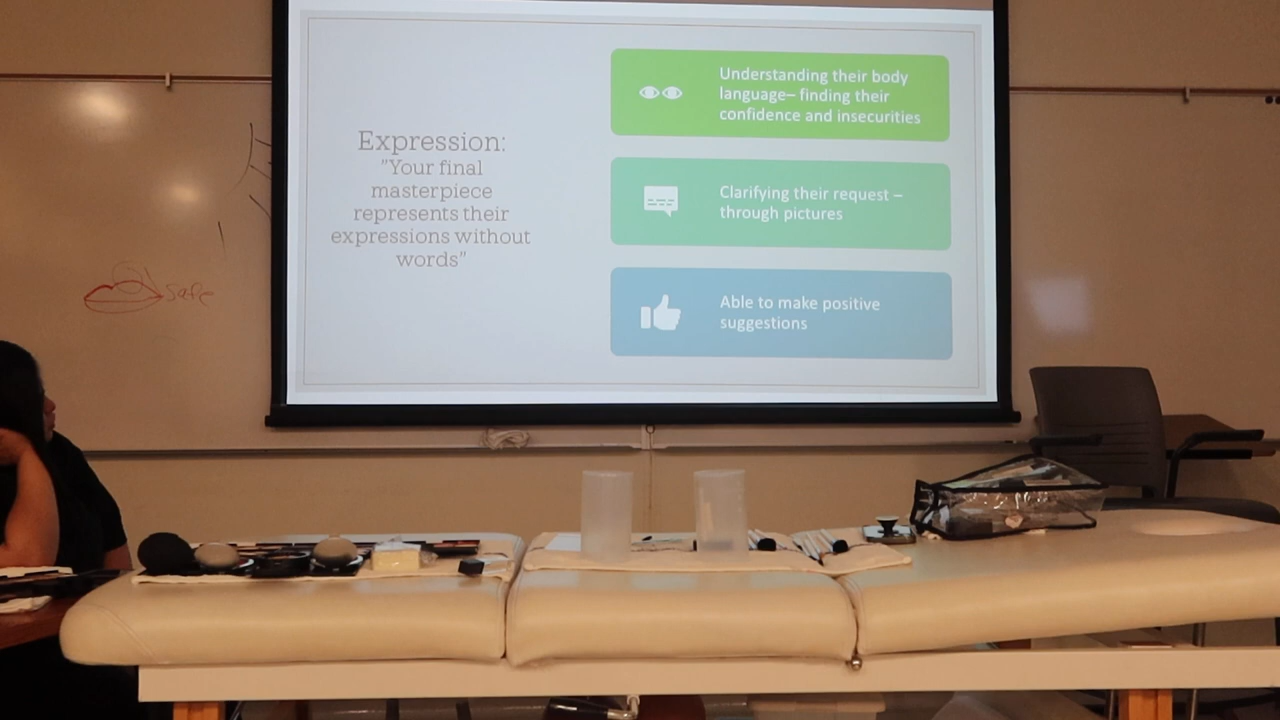 Expression:
"Your final
masterpiece
represents their
expressions without
words"
Understanding their body
language– finding their
confidence and insecurities
Clarifying their request –
through pictures
Able to make positive
suggestions
safe